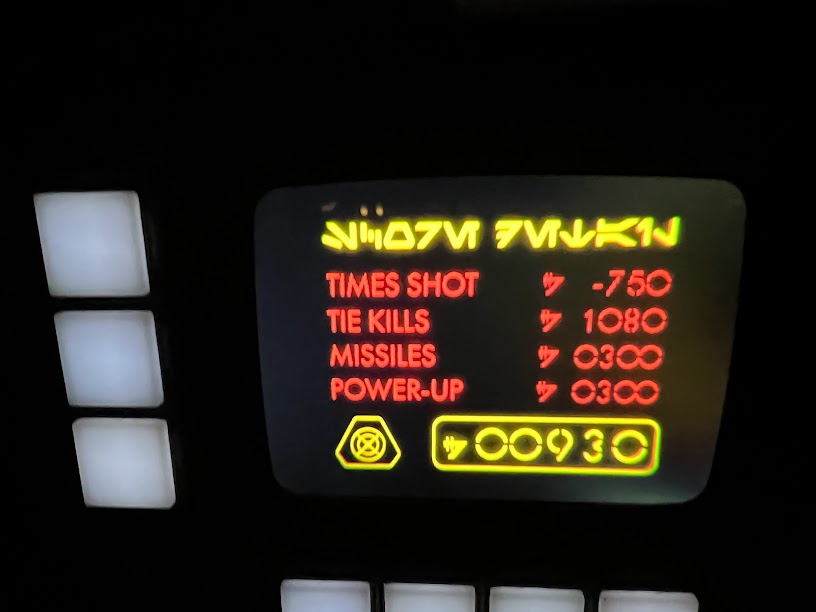 TIMES SHOT -750
TIE KILLS 1080
MISSILES 0300
POWER-UP 0300
00930